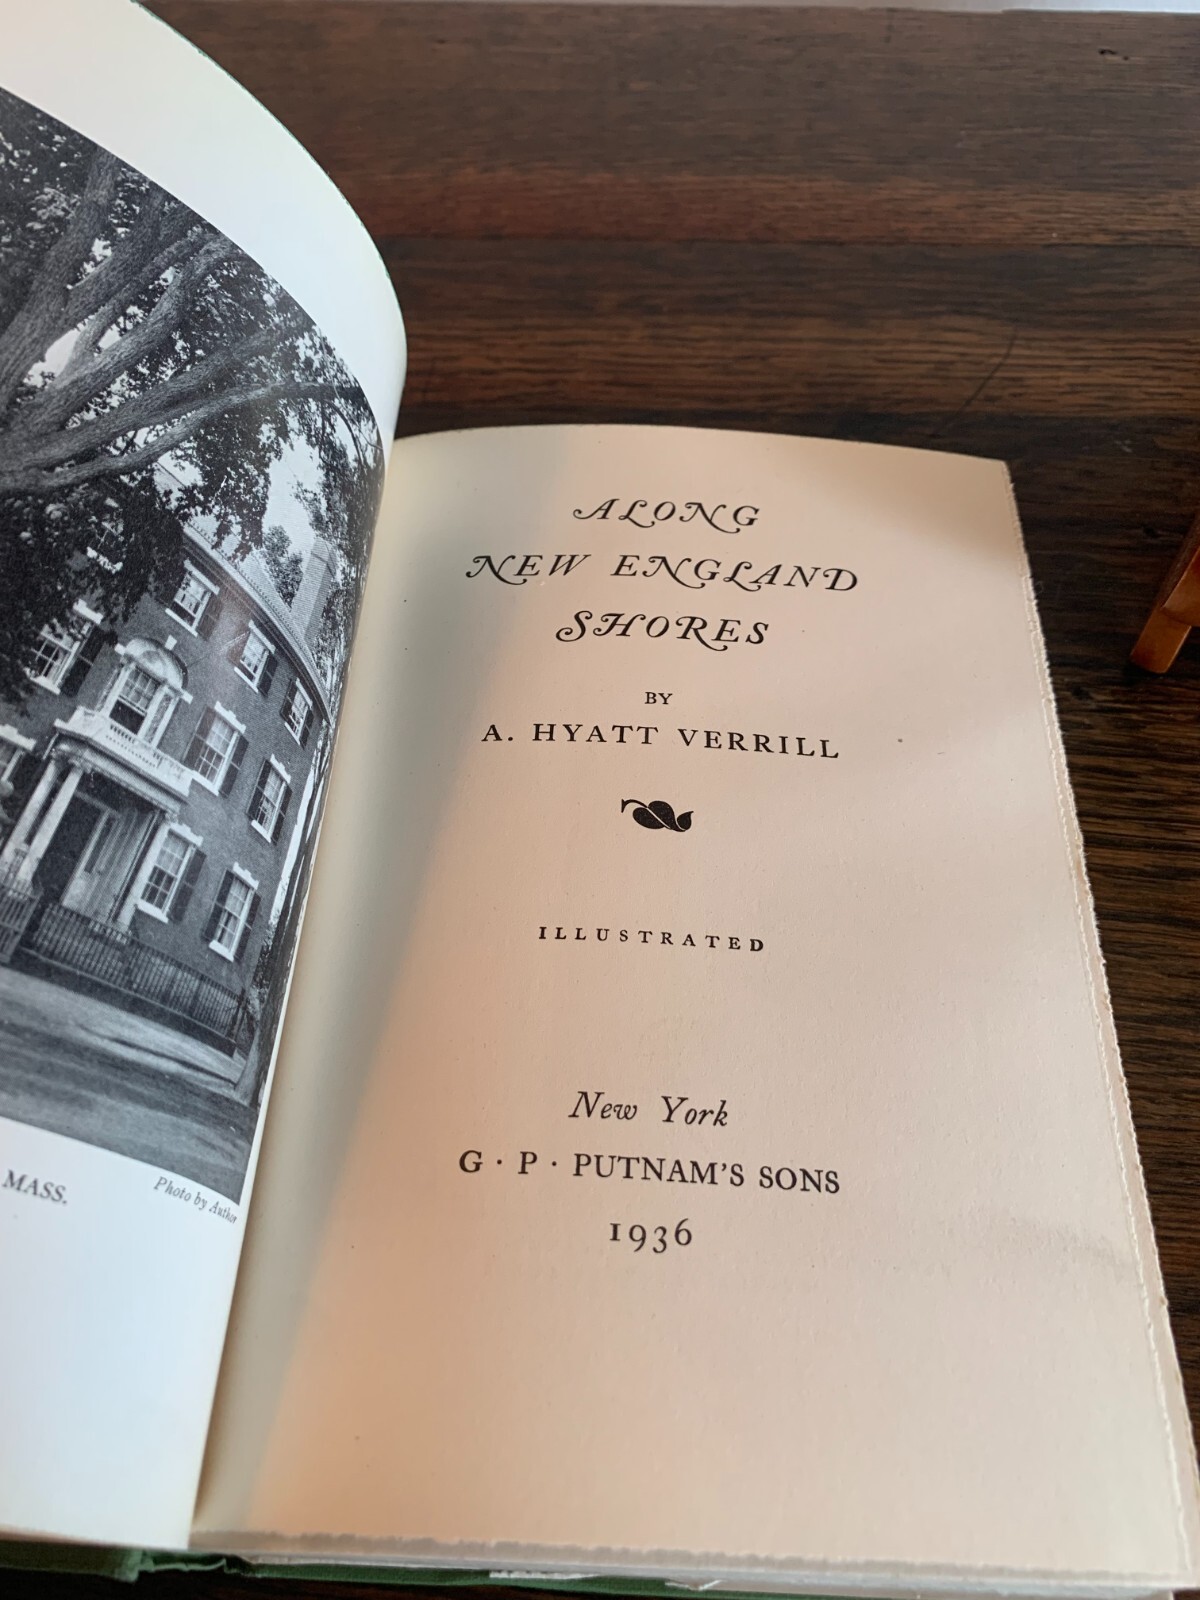 MASS.
Photo by Author
ALONG
NEW ENGLAND
SHORES
BY
A. HYATT VERRILL
ILLUSTRATED
New York
G · P · PUTNAM'S SONS
1936